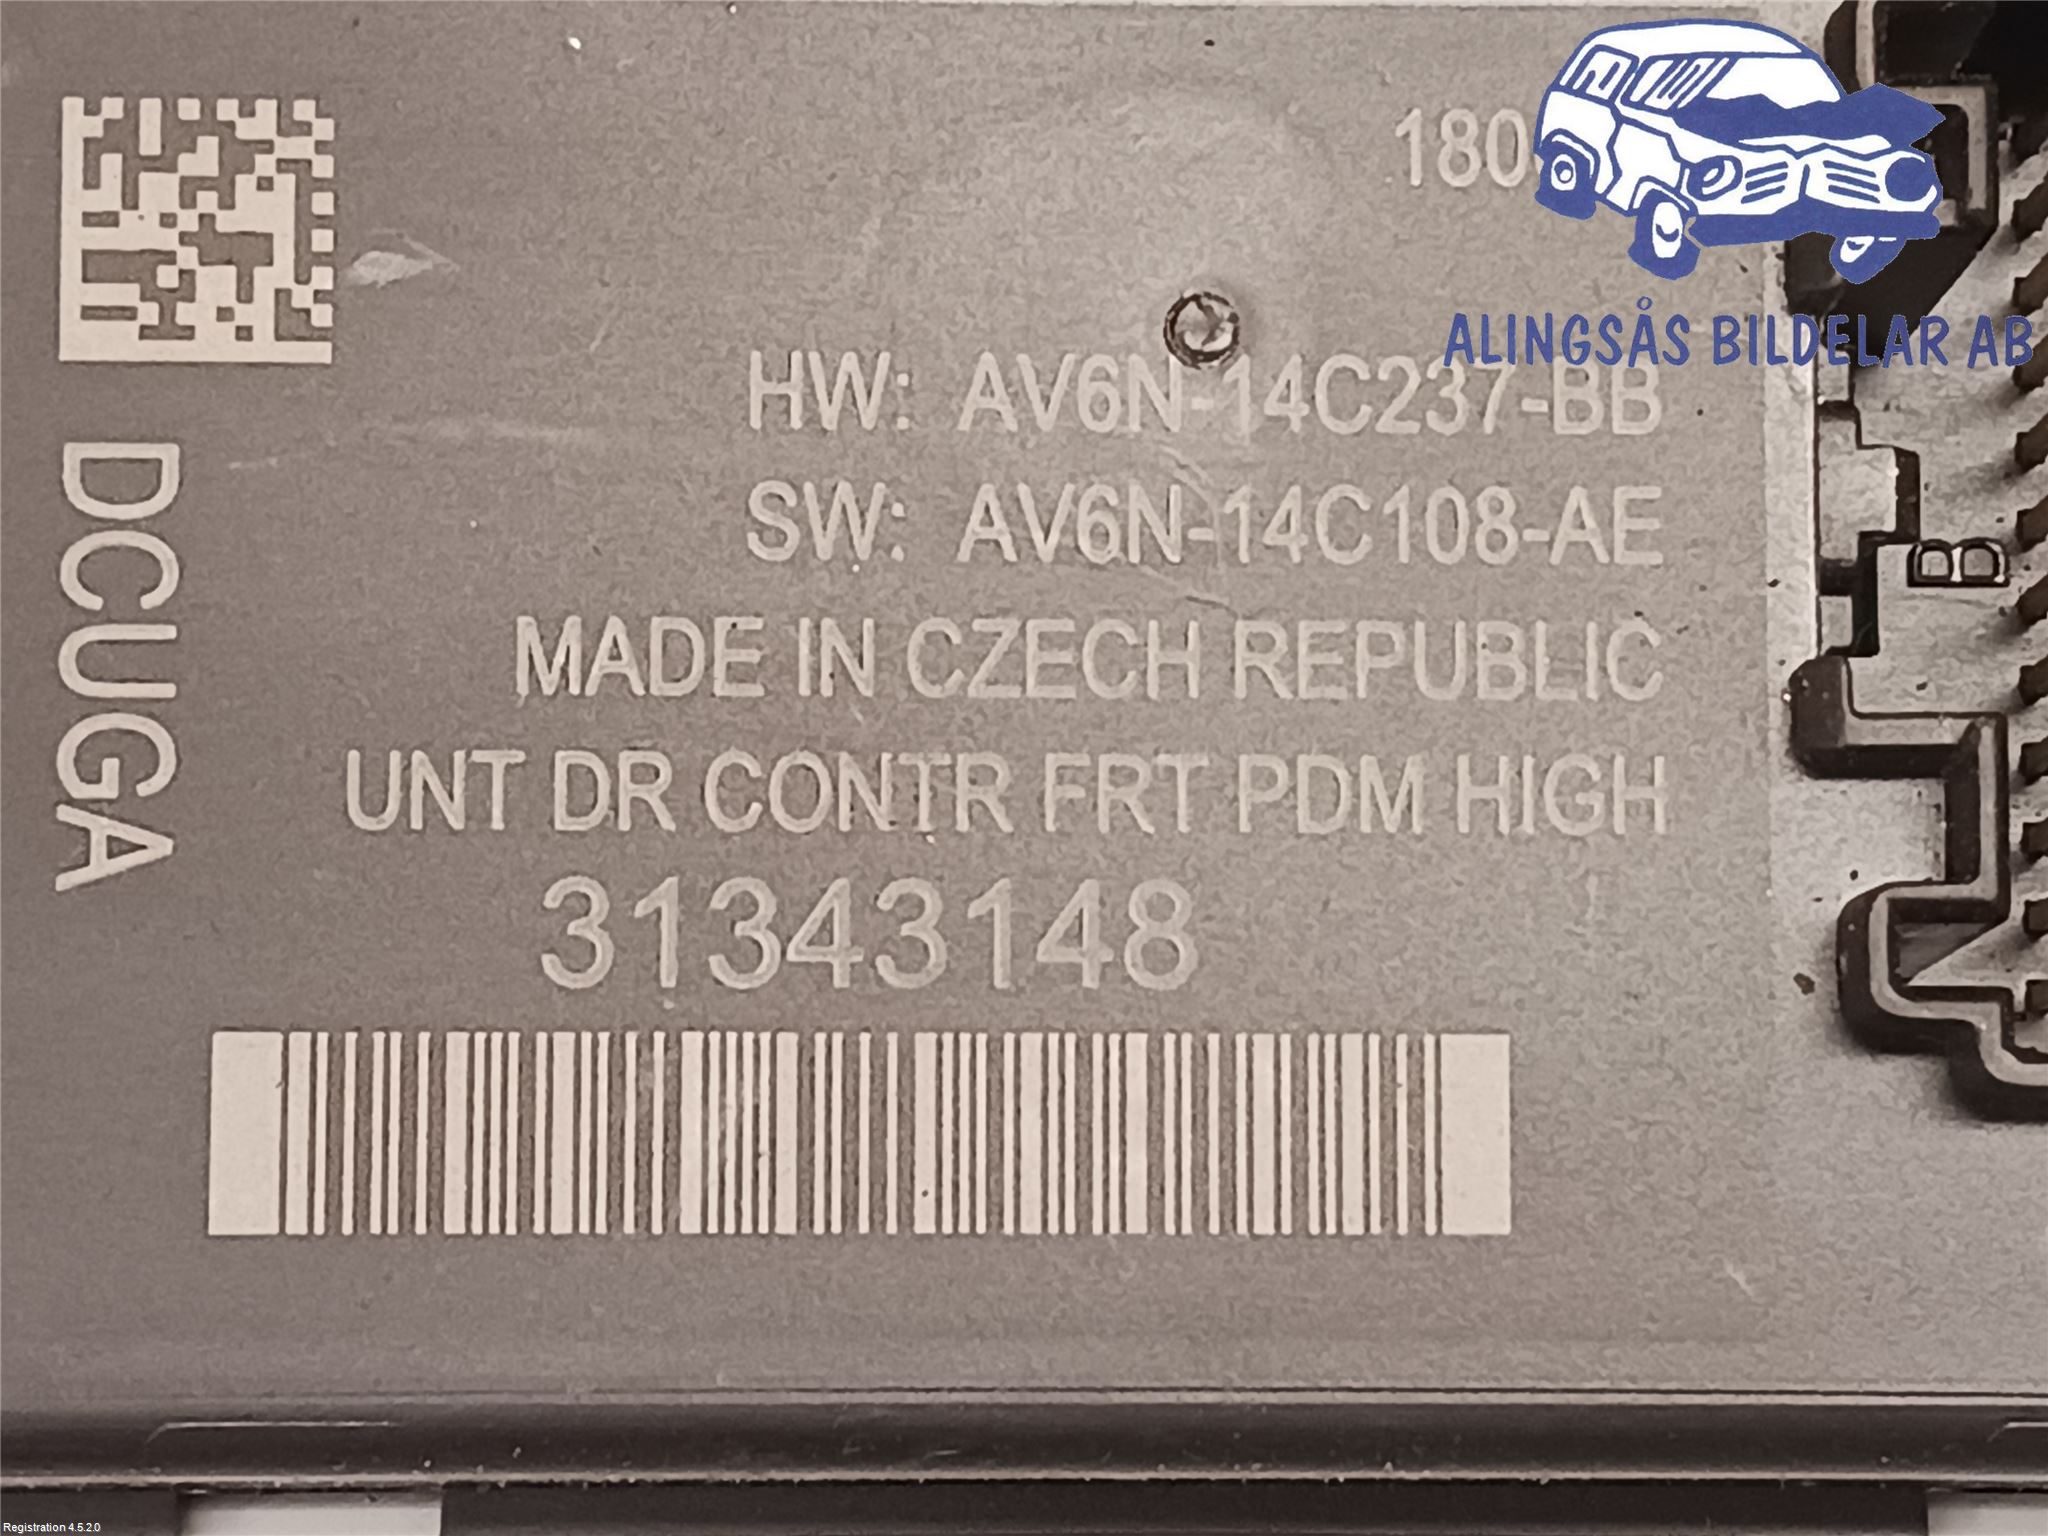 180
ALINGSÅS BILDELAR AB
HW: AV6N-14C237-BB
SW: AV6N-14C108-AE
MADE IN CZECH REPUBLIC
UNT DR CONTR FRT PDM HIGH
31343148
DCUGA
B
Registration 4.5.2.0